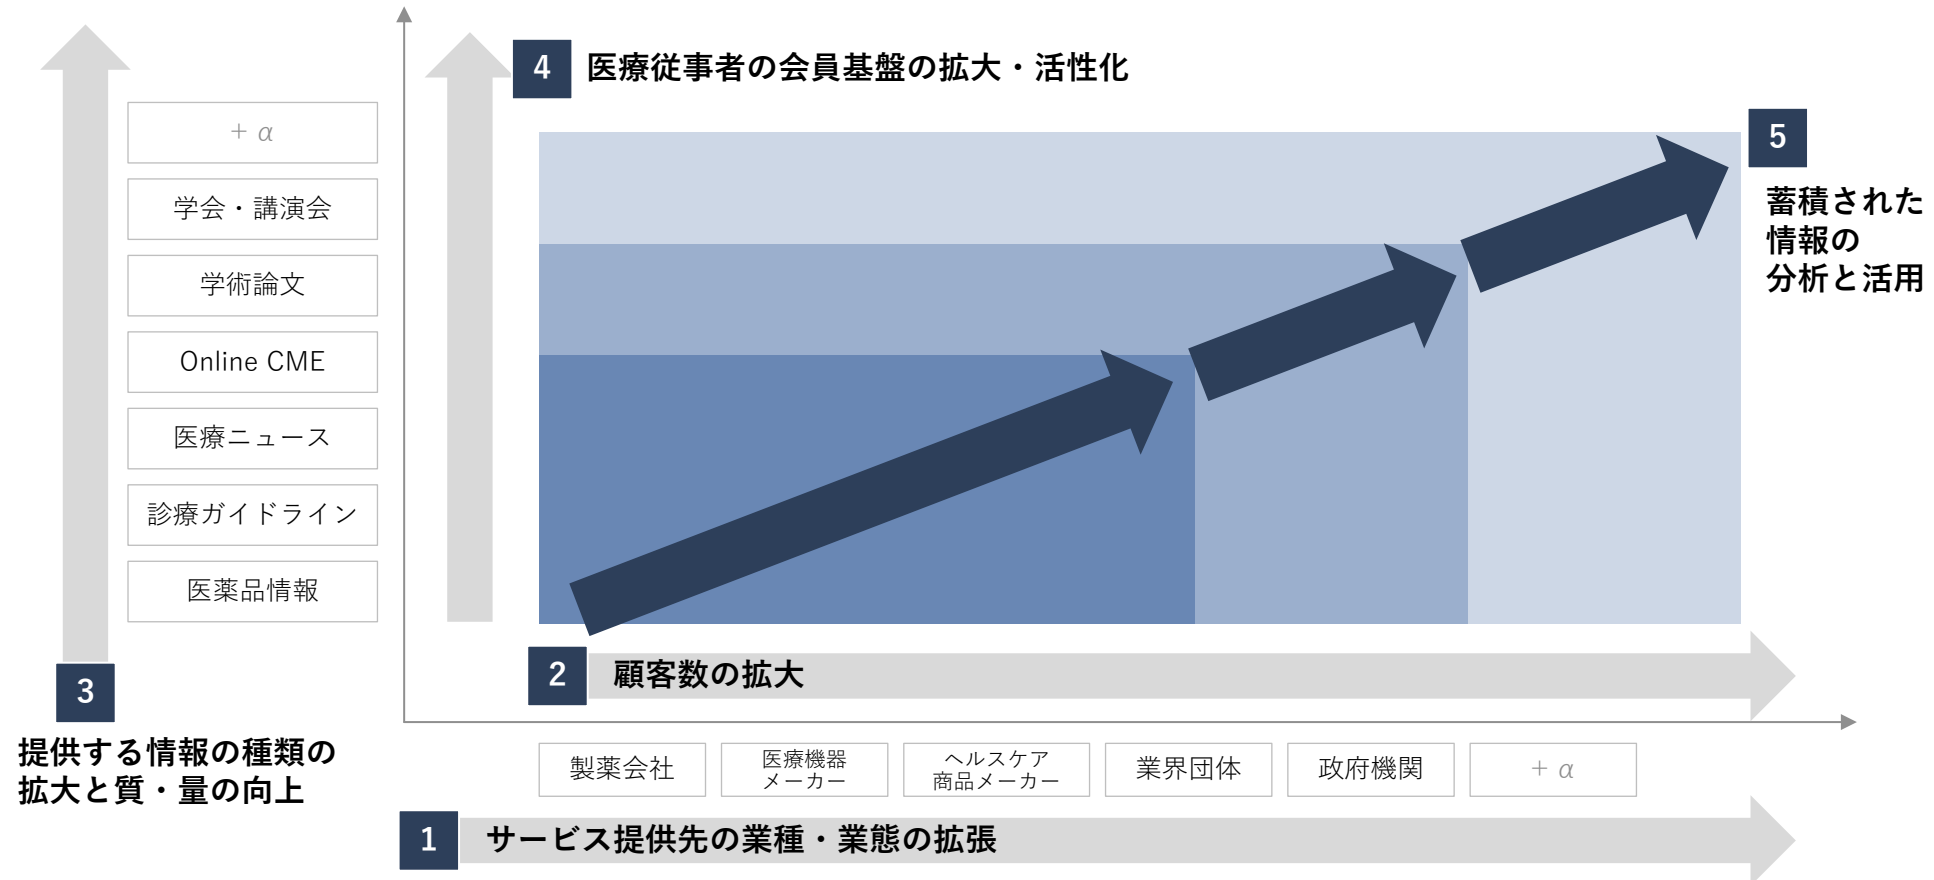 4
医療従事者の会員基盤の拡大・活性化
5
蓄積された
情報の
分析と活用
+ α
学会・講演会
学術論文
Online CME
医療ニュース
診療ガイドライン
医薬品情報
3
提供する情報の種類の
拡大と質・量の向上
2
顧客数の拡大
製薬会社
医療機器
メーカー
ヘルスケア
商品メーカー
業界団体
政府機関
+ α
1
サービス提供先の業種・業態の拡張